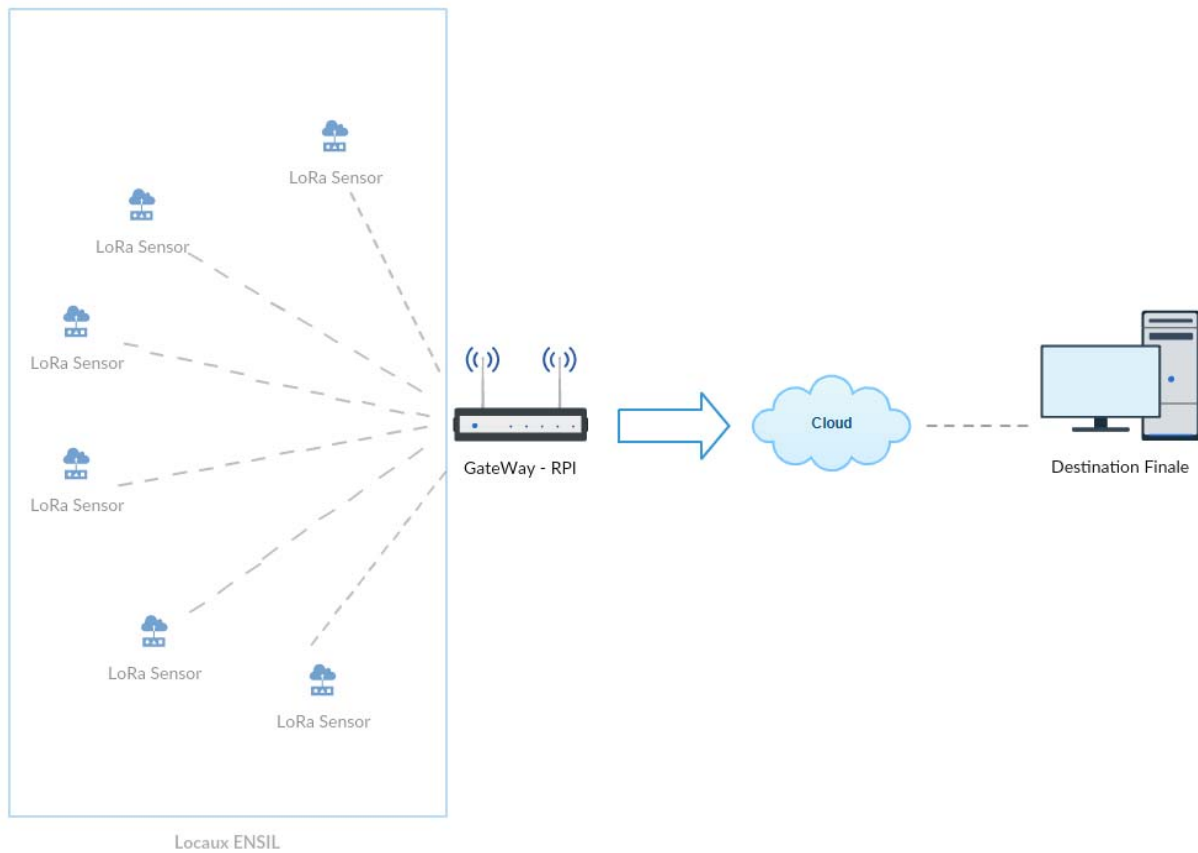 LoRa Sensor
LoRa Sensor
LoRa Sensor
LoRa Sensor
LoRa Sensor
LoRa Sensor
GateWay - RPI
Cloud
Destination Finale
Locaux ENSIL